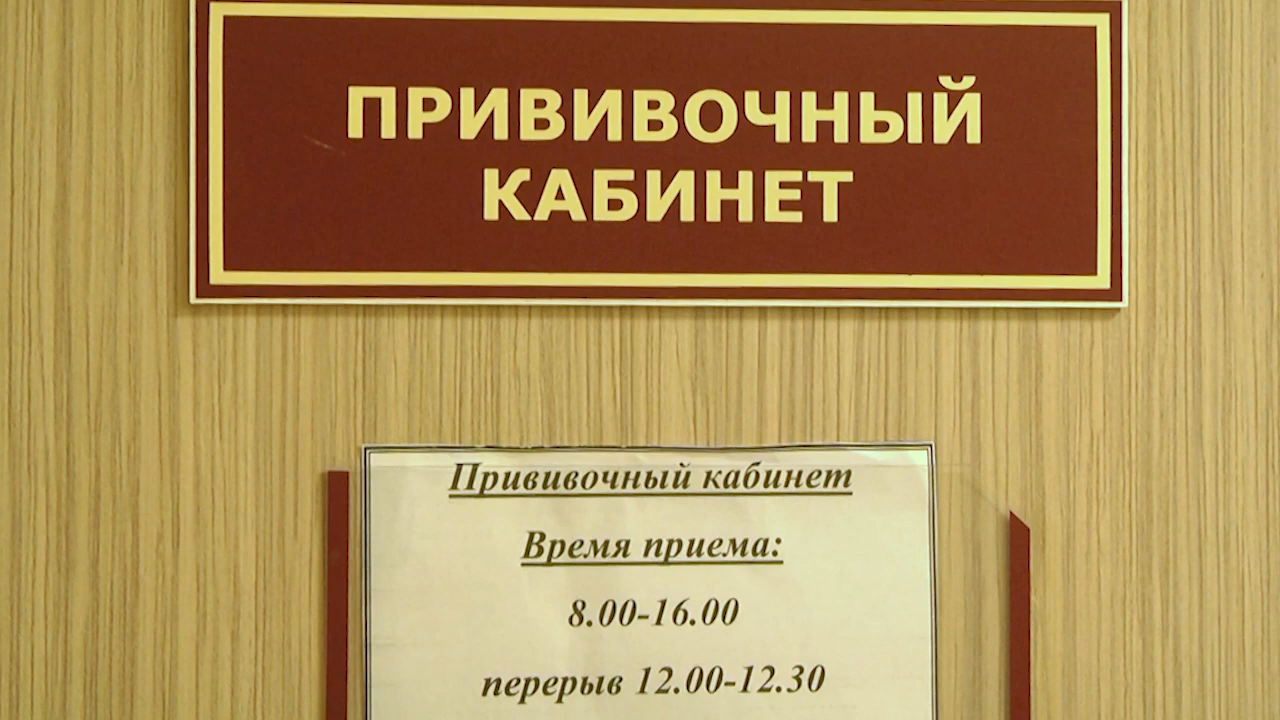 ПРИВИВОЧНЫЙ
КАБИНЕТ
Прививочный кабинет
Время приема:
8.00-16.00
перерыв 12.00-12.30